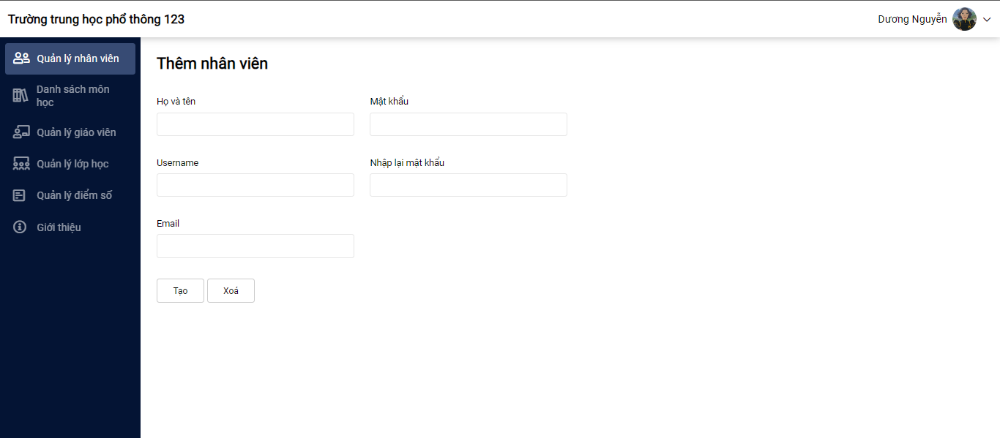 Trường trung học phổ thông 123
Dương Nguyễn
Quản lý nhân viên
Danh sách môn
học
Quản lý giáo viên
Quản lý lớp học
Quản lý điểm số
Giới thiệu
Thêm nhân viên
Họ và tên
Mật khẩu
Username
Nhập lại mật khẩu
Email
Tạo
Xoá